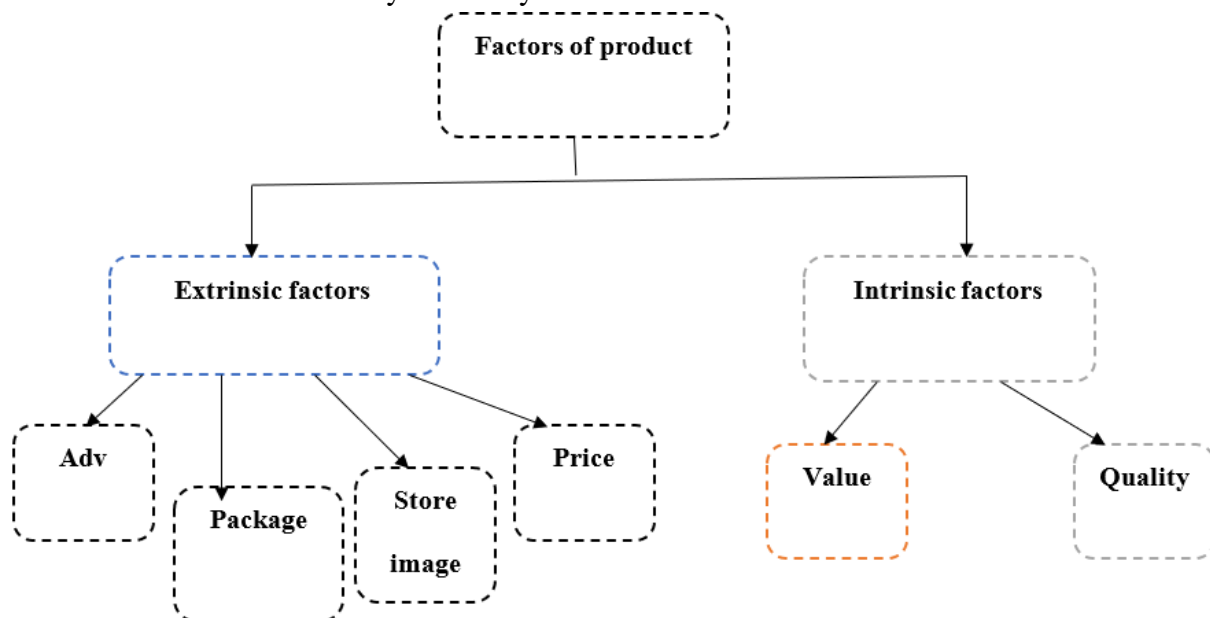 Factors of product
Extrinsic factors
Intrinsic factors
Adv
Package
Store
image
Price
Value
Quality